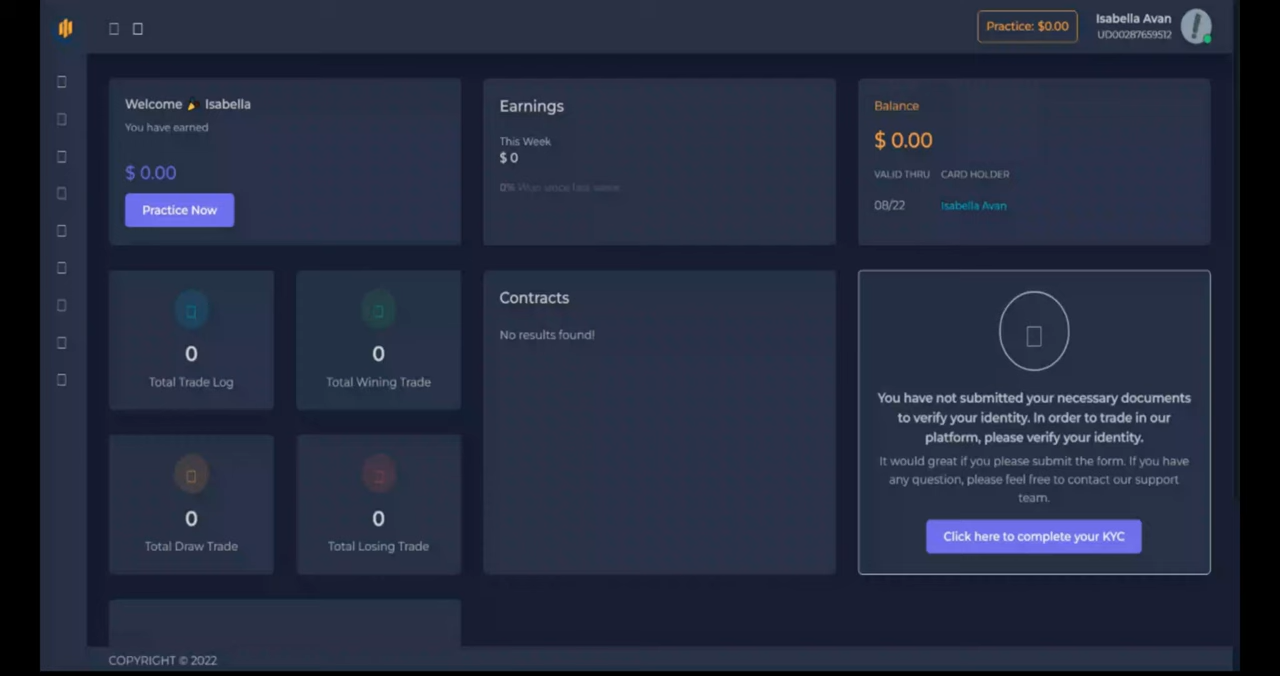 Practice: $0.00
Isabella Avan
UD00287659512
Welcome Isabella
You have earned
$ 0.00
Practice Now
Earnings
This Week
$ 0
0% Won since last week
Balance
$ 0.00
VALID THRU CARD HOLDER
08/22 Isabella Avan
0
Total Trade Log
0
Total Wining Trade
Contracts
No results found!
You have not submitted your necessary documents
to verify your identity. In order to trade in our
platform, please verify your identity.
It would great if you please submit the form. If you have
any question, please feel free to contact our support
team.
Click here to complete your KYC
0
Total Draw Trade
0
Total Losing Trade
COPYRIGHT © 2022